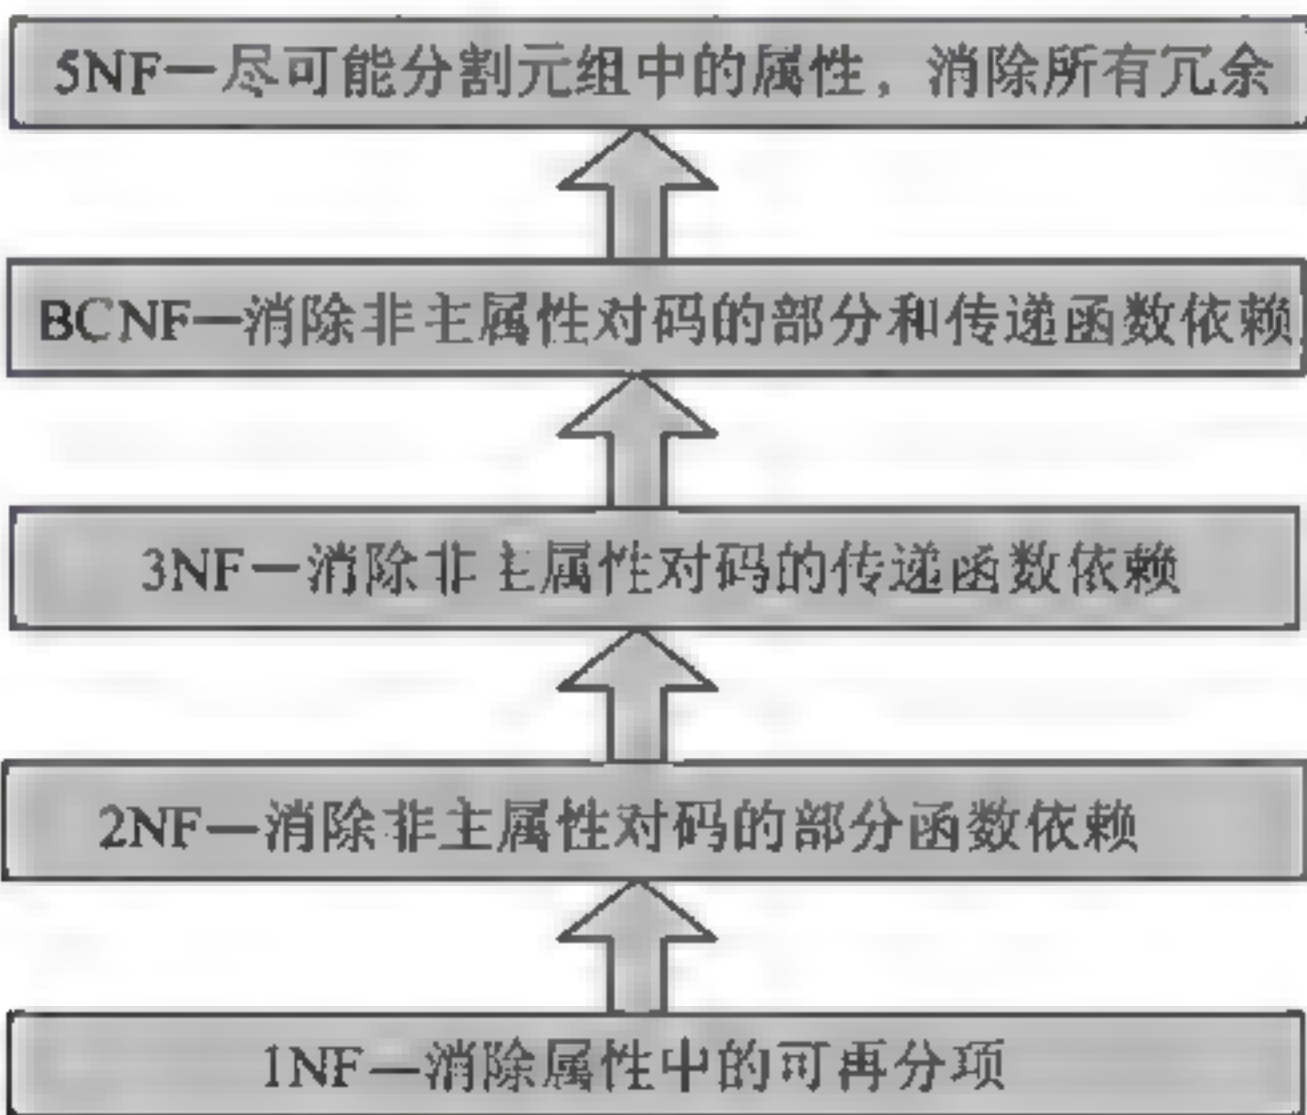 5NF—尽可能分割元组中的属性，消除所有冗余
BCNF—消除非主属性对码的部分和传递函数依赖
3NF—消除非主属性对码的传递函数依赖
2NF—消除非主属性对码的部分函数依赖
1NF—消除属性中的可再分项